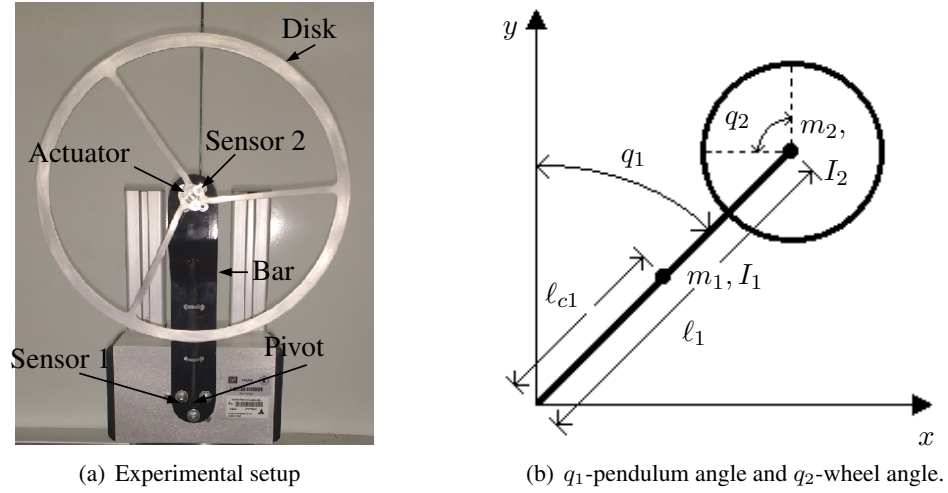 Disk
Sensor 2
Actuator
Bar
Sensor 1
Pivot
(a) Experimental setup
y
q₂
m₂,
I₂
q₁
m₁, I₁
ℓc1
ℓ₁
x
(b) q₁-pendulum angle and q₂-wheel angle.